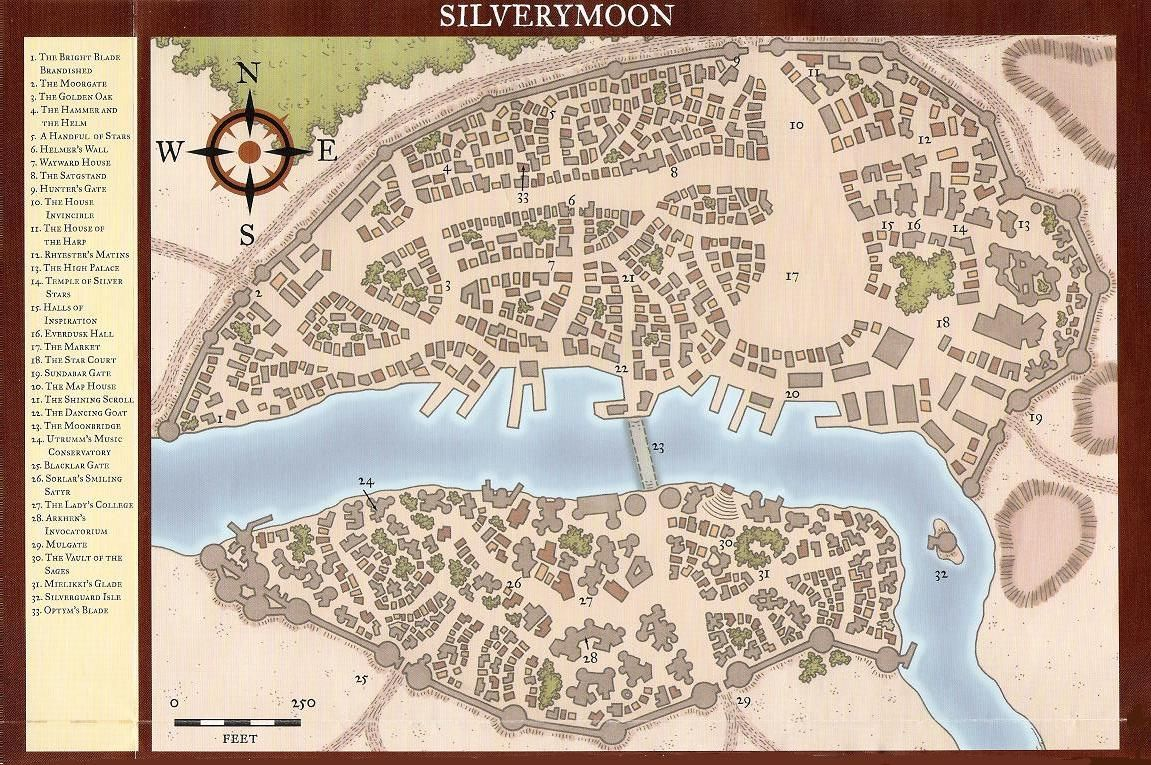 SILVERYMOON
1. The Bright Blade
Brandished
2. The Moorgate
3. The Golden Oak
4. The Hammer and
the Helm
5. A Handful of Stars
6. Helmer's Wall
7. Wayward House
8. The Satgstand
9. Hunter's Gate
10. The House
Invincible
11. The House of
the Harp
12. Rhyester's Matins
13. The High Palace
14. Temple of Silver
Stars
15. Halls of
Inspiration
16. Everdusk Hall
17. The Market
18. The Star Court
19. Sundabar Gate
20. The Map House
21. The Shining Scroll
22. The Dancing Goat
23. The Moonbridge
24. Utrumm's Music
Conservatory
25. Blacklar Gate
26. Sorlar's Smiling
Satyr
27. The Lady's College
28. Arkhen's
Invocatorium
29. Mulgate
30. The Vault of the
Sages
31. Mielikki's Glade
32. Silverguard Isle
33. Optym's Blade
N
W E
S
9
11
10
5
12
4
8
33
6
15 16 14 13
7
21
17
3
2
18
22
20
1
19
23
24
30
32
31
26
27
28
25
29
0 250
FEET